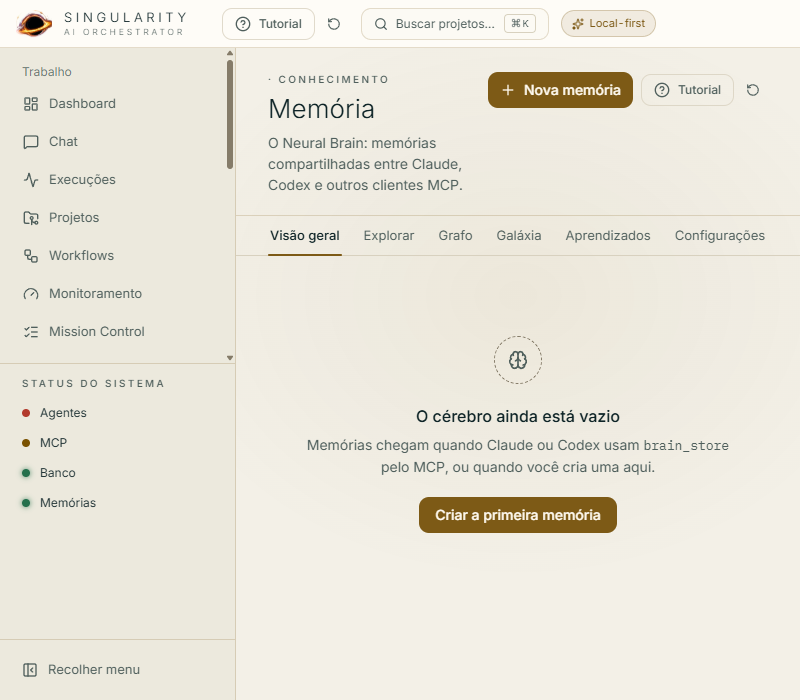 SINGULARITY
AI ORCHESTRATOR
Tutorial
Buscar projetos...
⌘K
Local-first
Trabalho
Dashboard
Chat
Execuções
Projetos
Workflows
Monitoramento
Mission Control
STATUS DO SISTEMA
Agentes
MCP
Banco
Memórias
Recolher menu
· CONHECIMENTO
Memória
O Neural Brain: memórias
compartilhadas entre Claude,
Codex e outros clientes MCP.
+ Nova memória
Tutorial
Visão geral
Explorar
Grafo
Galáxia
Aprendizados
Configurações
O cérebro ainda está vazio
Memórias chegam quando Claude ou Codex usam brain_store
pelo MCP, ou quando você cria uma aqui.
Criar a primeira memória